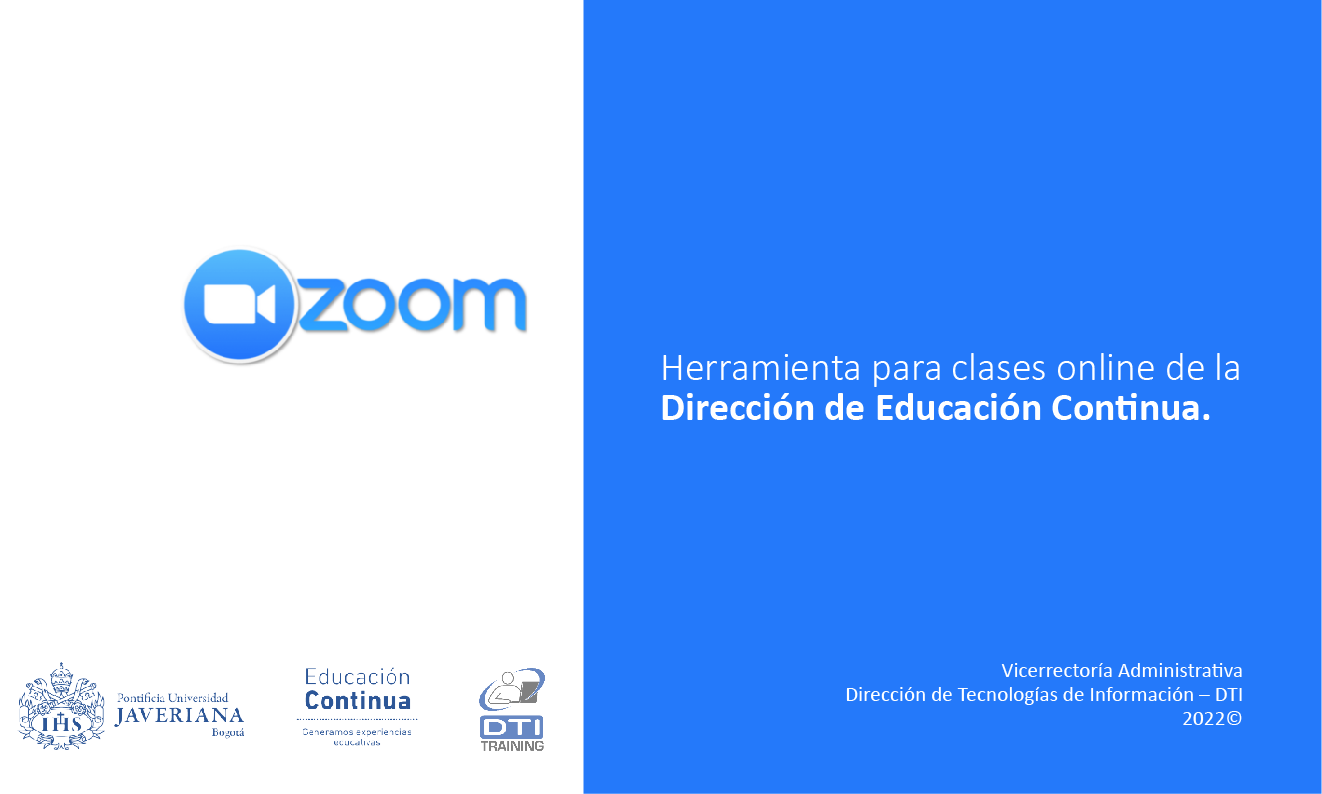 zoom
Herramienta para clases online de la
Dirección de Educación Continua.
Pontificia Universidad
JAVERIANA
Bogotá
IHS
Educación
Continua
Generamos experiencias
educativas
DTI
TRAINING
Vicerrectoría Administrativa
Dirección de Tecnologías de Información – DTI
2022©